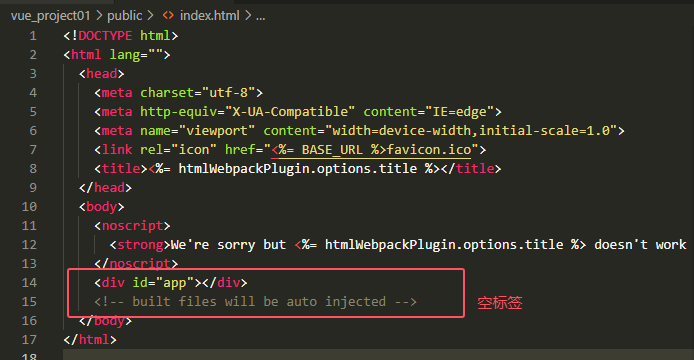 vue_project01 > public > <> index.html > ...
1 <!DOCTYPE html>
2 <html lang="">
3 <head>
4 <meta charset="utf-8">
5 <meta http-equiv="X-UA-Compatible" content="IE=edge">
6 <meta name="viewport" content="width=device-width,initial-scale=1.0">
7 <link rel="icon" href="<%= BASE_URL %>favicon.ico">
8 <title><%= htmlWebpackPlugin.options.title %></title>
9 </head>
10 <body>
11 <noscript>
12 <strong>We're sorry but <%= htmlWebpackPlugin.options.title %> doesn't work
13 </noscript>
14 <div id="app"></div>
15 <!-- built files will be auto injected -->
空标签
16 </body>
17 </html>
18